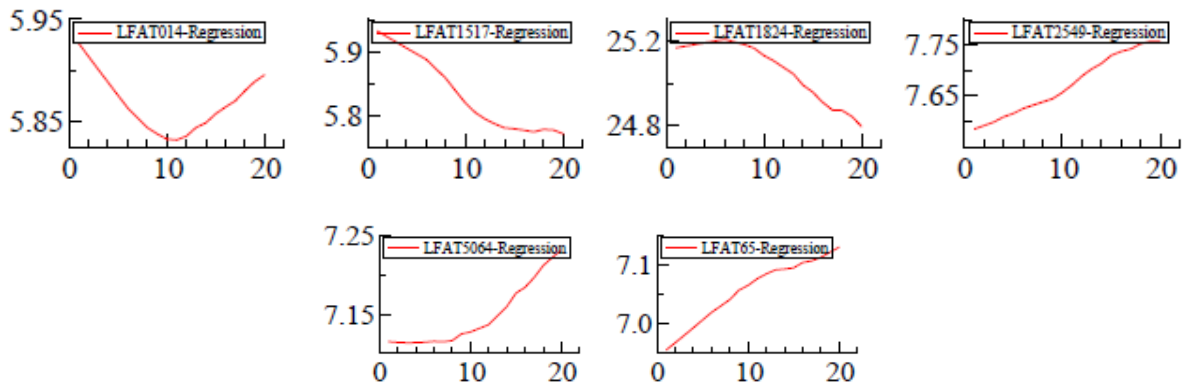 5.95 LFAT014-Regression LFAT1517-Regression LFAT1824-Regression LFAT2549-Regression
5.9 25.2 7.75
7.65
5.85 5.8 24.8
0 10 20 0 10 20 0 10 20 0 10 20
7.25 LFAT5064-Regression LFAT65-Regression
7.1
7.15 7.0
0 10 20 0 10 20